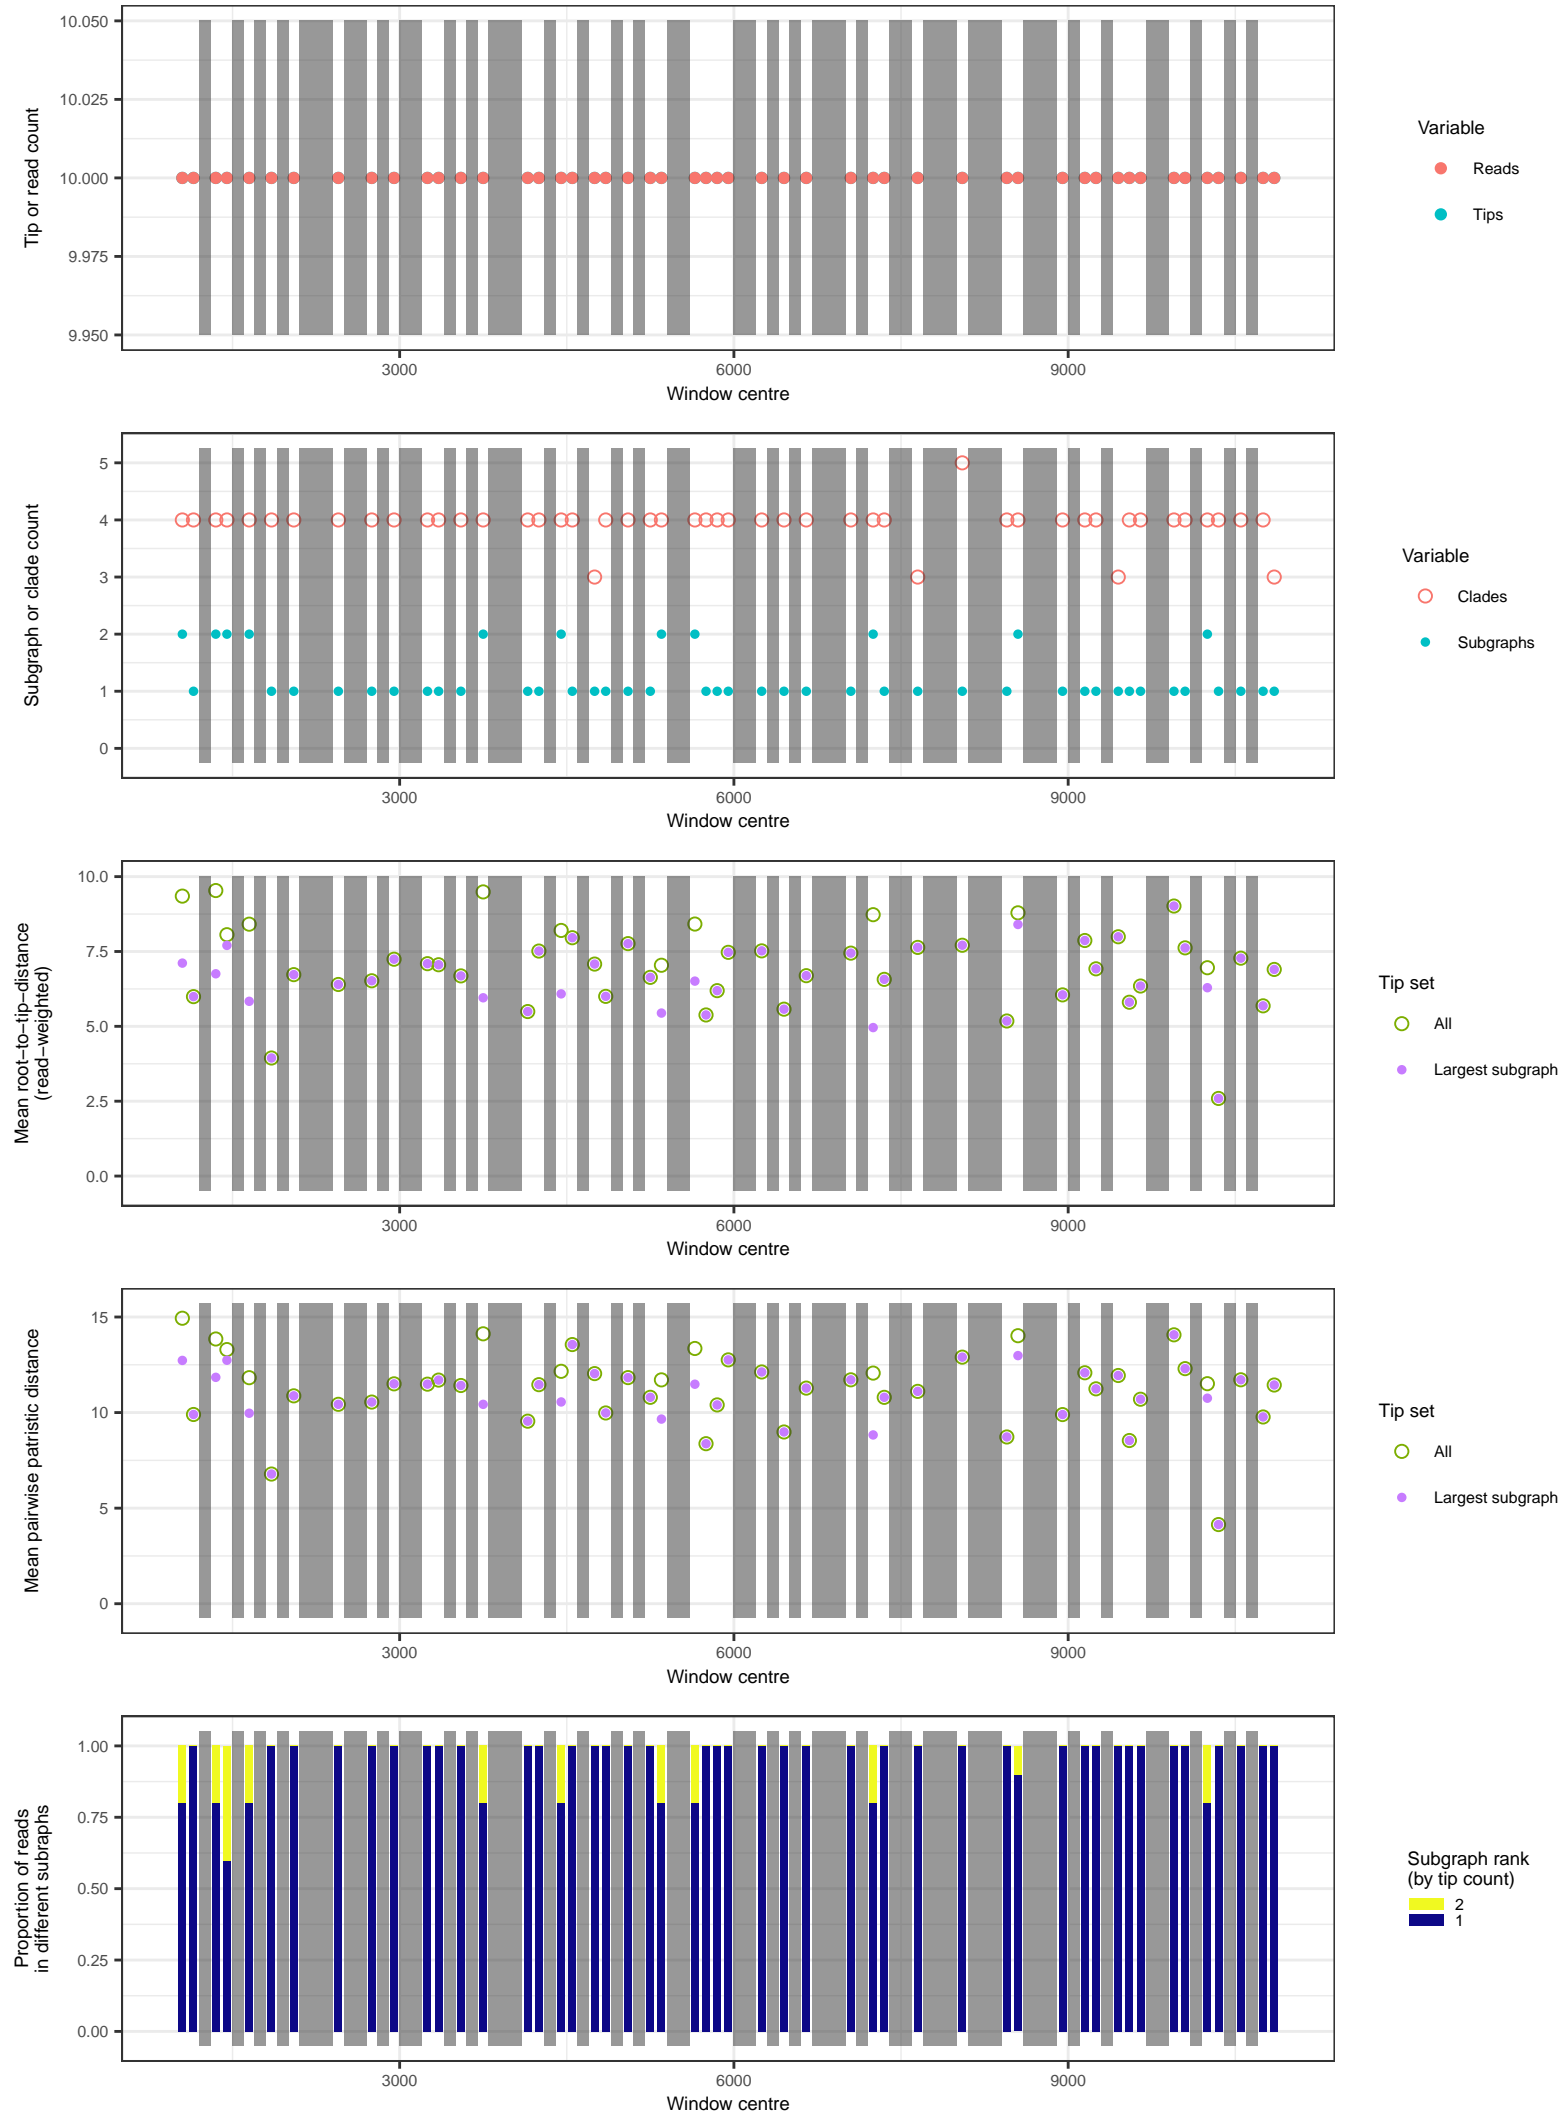 10.050
10.025
10.000
9.975
9.950
Tip or read count
3000
6000
9000
Window centre
Variable
Reads
Tips
5
4
3
2
1
0
Subgraph or clade count
3000
6000
9000
Window centre
Variable
Clades
Subgraphs
10.0
7.5
5.0
2.5
0.0
Mean root−to−tip−distance
(read−weighted)
3000
6000
9000
Window centre
Tip set
All
Largest subgraph
15
10
5
0
Mean pairwise patristic distance
3000
6000
9000
Window centre
Tip set
All
Largest subgraph
1.00
0.75
0.50
0.25
0.00
Proportion of reads
in different subraphs
3000
6000
9000
Window centre
Subgraph rank
(by tip count)
2
1